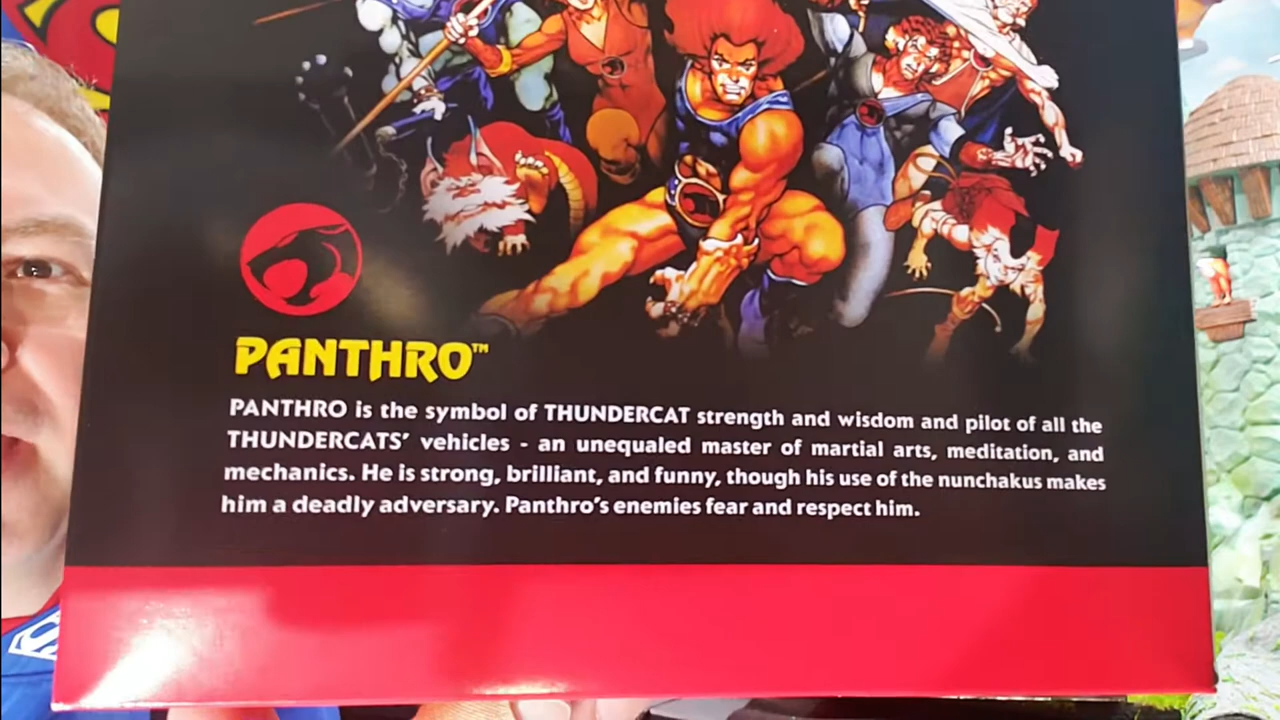 PANTHRO™
PANTHRO is the symbol of THUNDERCAT strength and wisdom and pilot of all the
THUNDERCATS' vehicles - an unequaled master of martial arts, meditation, and
mechanics. He is strong, brilliant, and funny, though his use of the nunchakus makes
him a deadly adversary. Panthro's enemies fear and respect him.